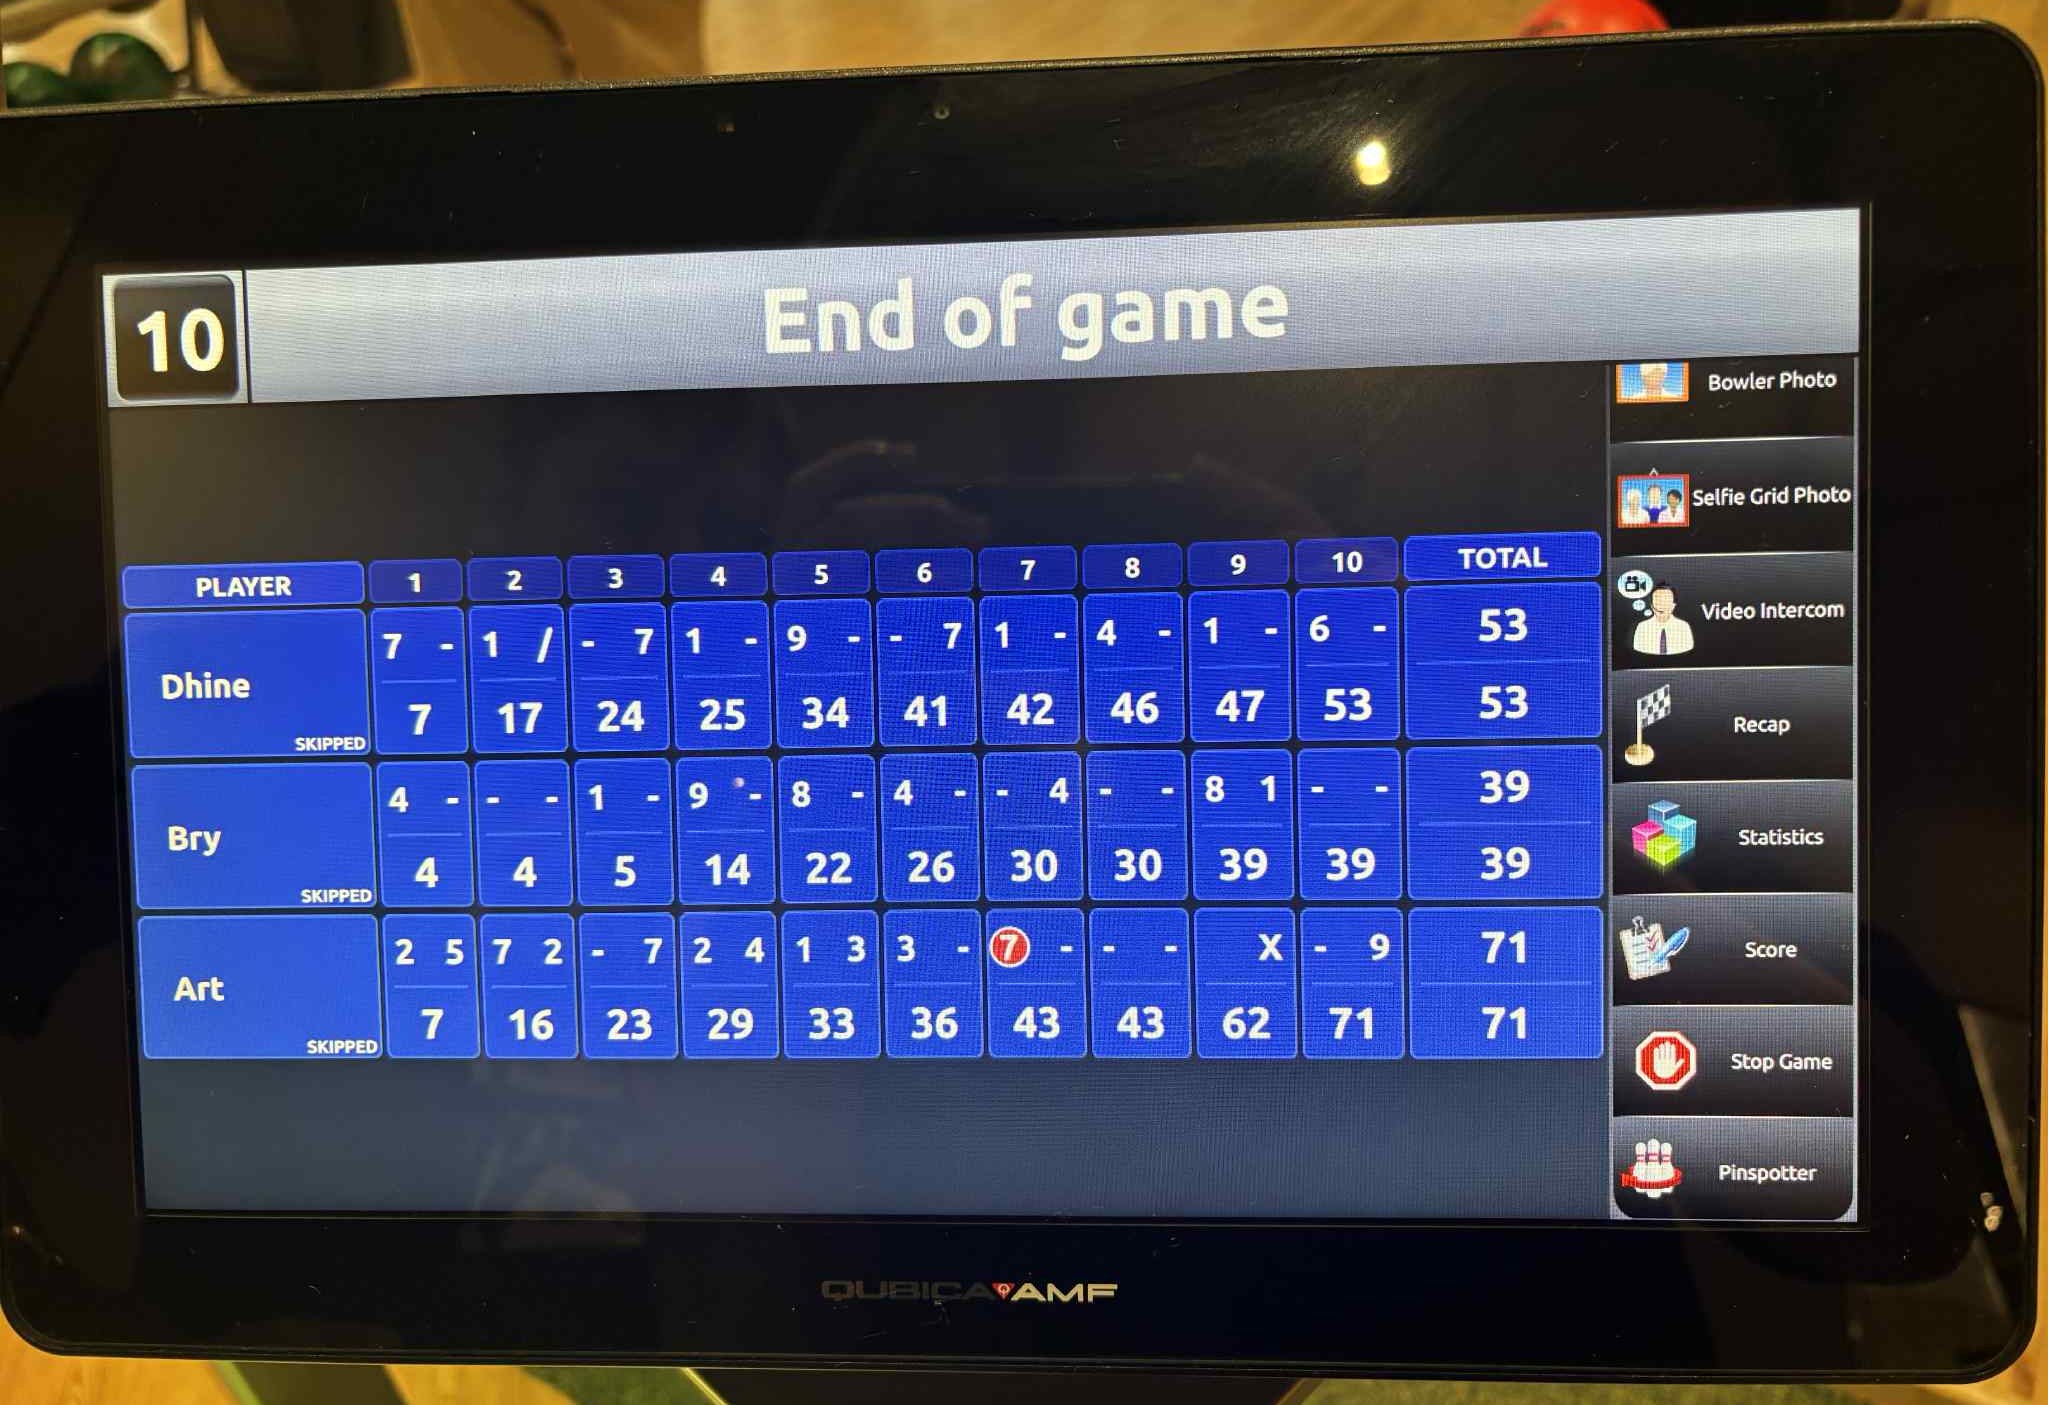 10 End of game
Bowler Photo
Selfie Grid Photo
Video Intercom
Recap
Statistics
Score
Stop Game
Pinspotter
PLAYER 1 2 3 4 5 6 7 8 9 10 TOTAL
Dhine 7 - 1 / - 7 1 - 9 - - 7 1 - 4 - 1 - 6 - 53
7 17 24 25 34 41 42 46 47 53 53
SKIPPED
Bry 4 - - - 1 - 9 - 8 - 4 - - 4 - - 8 1 - - 39
4 4 5 14 22 26 30 30 39 39 39
SKIPPED
Art 2 5 7 2 - 7 2 4 1 3 3 - 7 - - - X - 9 71
7 16 23 29 33 36 43 43 62 71 71
SKIPPED
QUBICA AMF